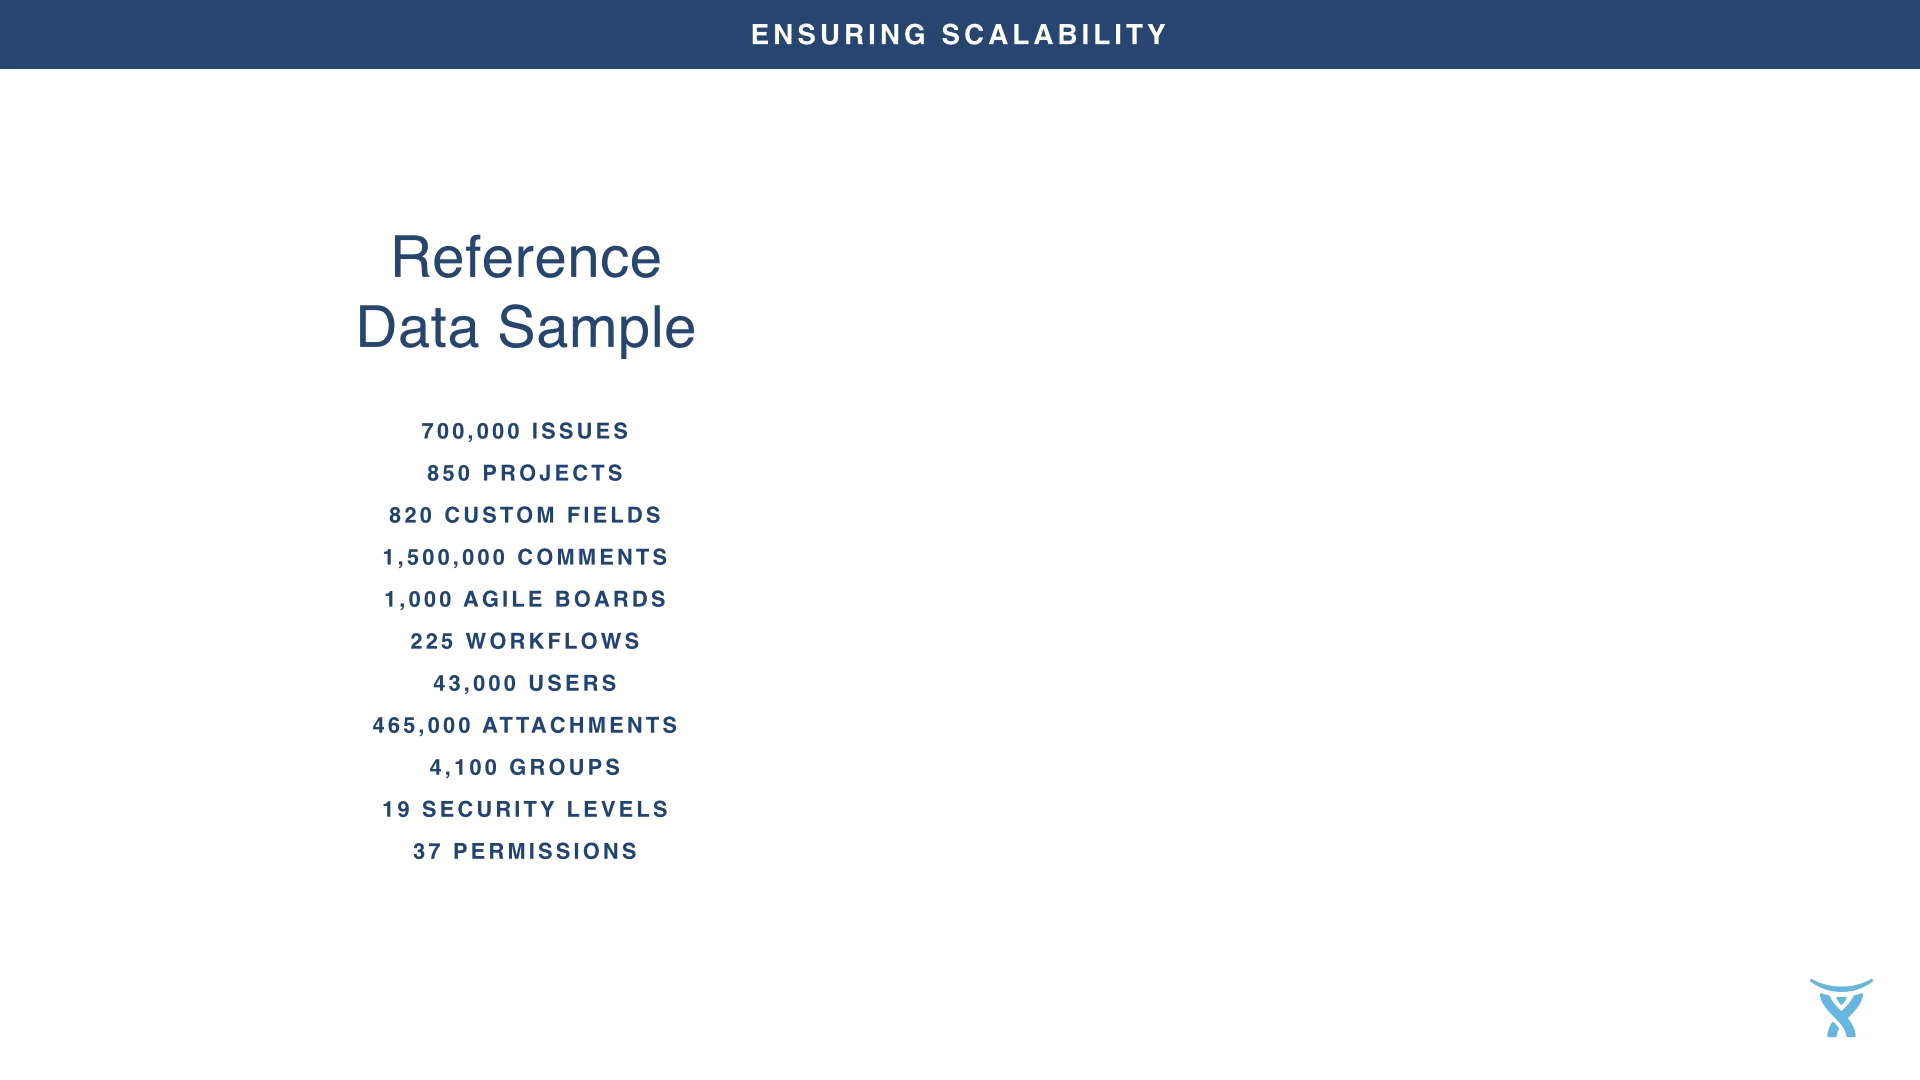 ENSURING SCALABILITY
Reference
Data Sample
700,000 ISSUES
850 PROJECTS
820 CUSTOM FIELDS
1,500,000 COMMENTS
1,000 AGILE BOARDS
225 WORKFLOWS
43,000 USERS
465,000 ATTACHMENTS
4,100 GROUPS
19 SECURITY LEVELS
37 PERMISSIONS